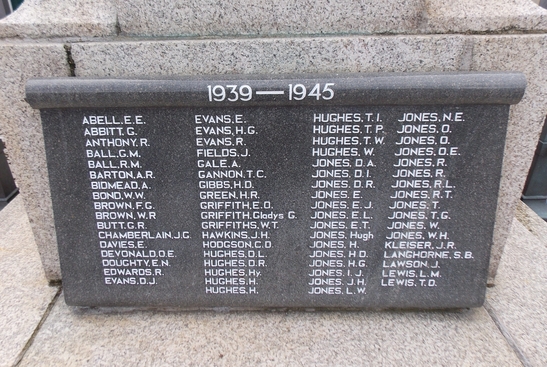 1939 — 1945
ABELL, E.E.
ABBITT, G.
ANTHONY, R.
BALL, G.M.
BALL, R.M.
BARTON, A.R.
BIDMEAD, A.
BOND, W.W.
BROWN, F.G.
BROWN, W.R
BUTT, G.R
CHAMBERLAIN, J.G.
DAVIES, E.
DEVONALD, D.O.E.
DOUGHTY, E.N.
EDWARDS, R.
EVANS, D.J.
EVANS, E.
EVANS, H.G.
EVANS, R.
FIELDS, J.
GALE, A.
GANNON, T.C.
GIBBS, H.D.
GREEN, H.R.
GRIFFITH, E.O.
GRIFFITH, Gladys G.
GRIFFITHS, W.T.
HAWKINS, J.H.
HODGSON, C.D.
HUGHES, D.L.
HUGHES, D.R.
HUGHES, Hy.
HUGHES, H.
HUGHES, H.
HUGHES, T.I.
HUGHES, T.P.
HUGHES, T.W.
HUGHES, W.
JONES, D.A.
JONES, D.I.
JONES, D.R.
JONES, E.
JONES, E.J.
JONES, E.L.
JONES, E.T.
JONES, Hugh
JONES, H.
JONES, H.D.
JONES, H.G.
JONES, I.J.
JONES, J.H.
JONES, L.W.
JONES, N.E.
JONES, O.
JONES, O.
JONES, O.E.
JONES, R.
JONES, R.
JONES, R.L.
JONES, R.T.
JONES, T.
JONES, T.G.
JONES, W.
JONES, W.H.
KLEISER, J.R.
LANGHORNE, S.B.
LAWSON, J.
LEWIS, L.M.
LEWIS, T.O.